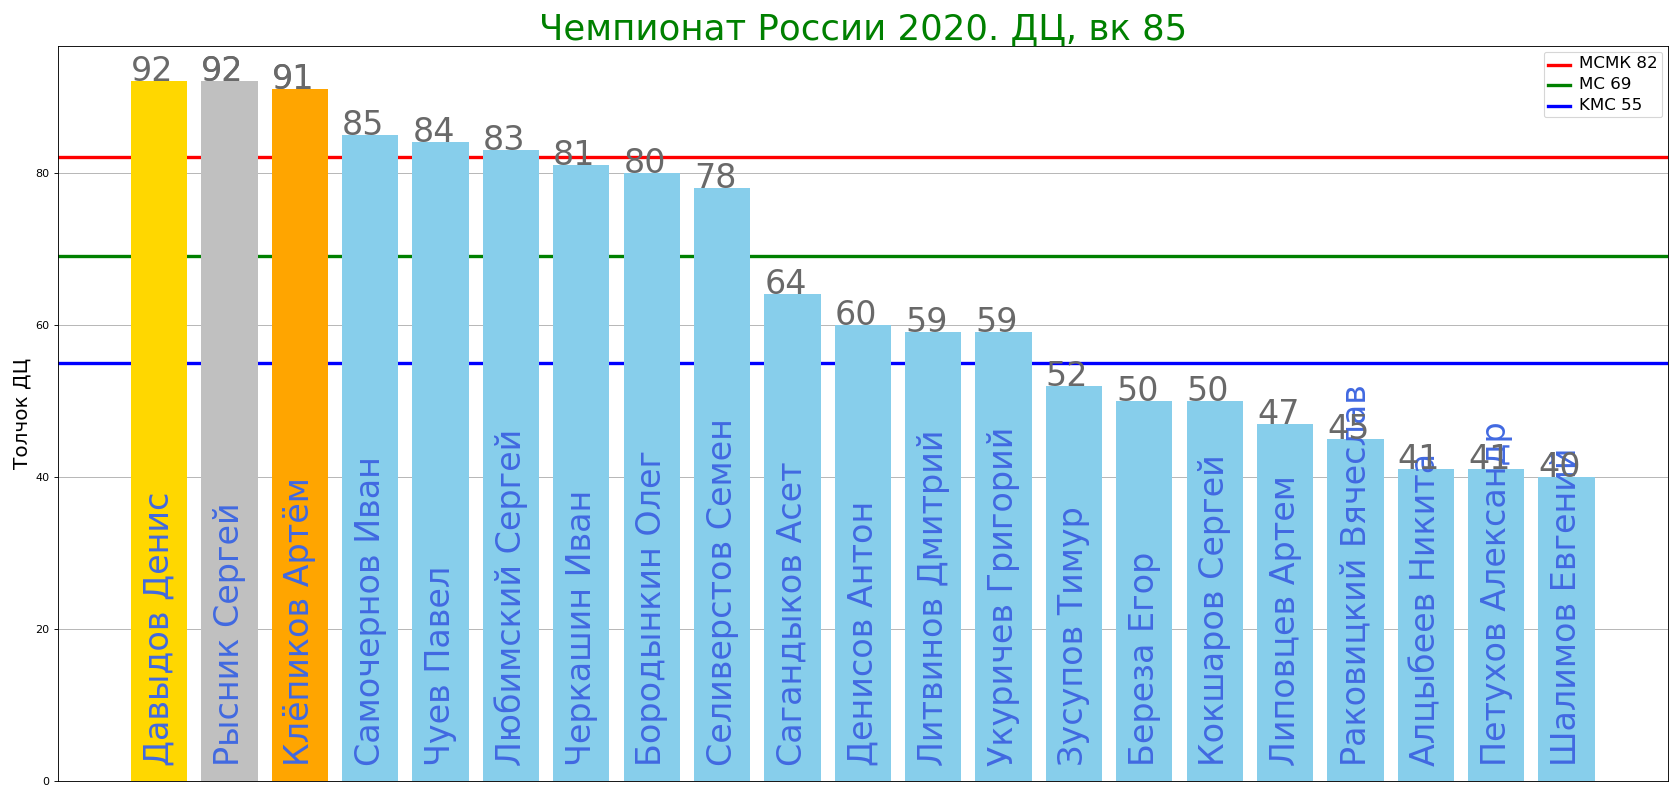 Чемпионат России 2020. ДЦ, вк 85
МСМК 82
МС 69
КМС 55
Толчок ДЦ
80
60
40
20
0
92
92
91
85
84
83
81
80
78
64
60
59
59
52
50
50
47
45
41
41
40
Давыдов Денис
Рысник Сергей
Клёпиков Артём
Самочернов Иван
Чуев Павел
Любимский Сергей
Черкашин Иван
Бородынкин Олег
Селиверстов Семен
Сагандыков Асет
Денисов Антон
Литвинов Дмитрий
Укуричев Григорий
Зусупов Тимур
Береза Егор
Кокшаров Сергей
Липовцев Артем
Раковицкий Вячеслав
Алцыбеев Никита
Петухов Александр
Шалимов Евгений